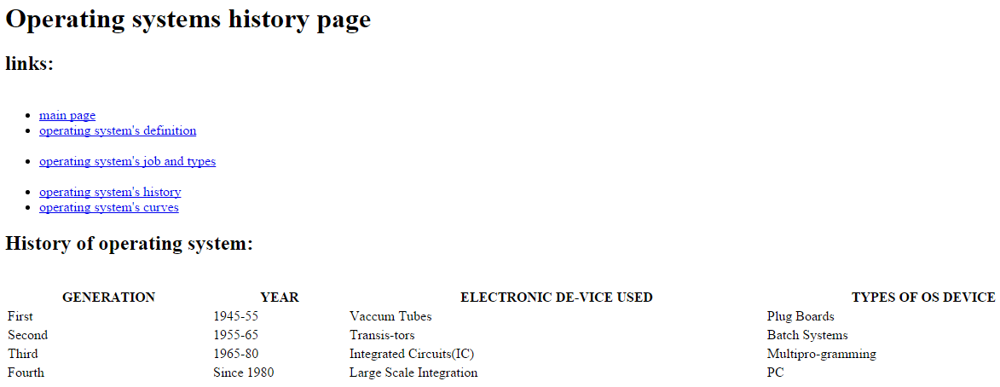 Operating systems history page
links:
main page
operating system's definition
operating system's job and types
operating system's history
operating system's curves
History of operating system:
GENERATION YEAR ELECTRONIC DE-VICE USED TYPES OF OS DEVICE
First 1945-55 Vaccum Tubes Plug Boards
Second 1955-65 Transis-tors Batch Systems
Third 1965-80 Integrated Circuits(IC) Multipro-gramming
Fourth Since 1980 Large Scale Integration PC